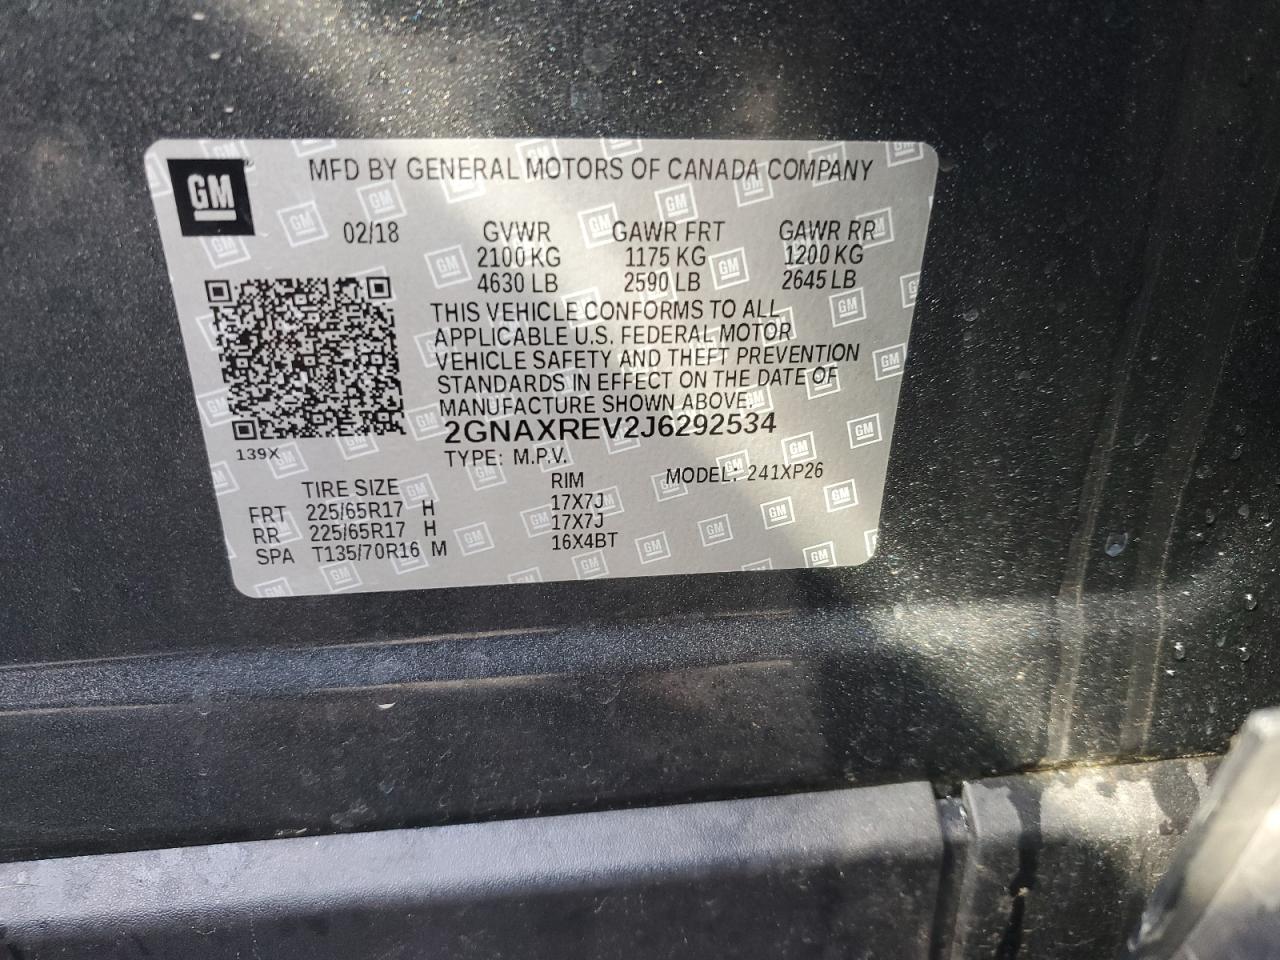 GM
MFD BY GENERAL MOTORS OF CANADA COMPANY
02/18 GVWR GAWR FRT GAWR RR
2100 KG 1175 KG 1200 KG
4630 LB 2590 LB 2645 LB
THIS VEHICLE CONFORMS TO ALL
APPLICABLE U.S. FEDERAL MOTOR
VEHICLE SAFETY AND THEFT PREVENTION
STANDARDS IN EFFECT ON THE DATE OF
MANUFACTURE SHOWN ABOVE.
2GNAXREV2J6292534
139X
TYPE: M.P.V.
MODEL: 241XP26
TIRE SIZE RIM
FRT 225/65R17 H 17X7J
RR 225/65R17 H 17X7J
SPA T135/70R16 M 16X4BT